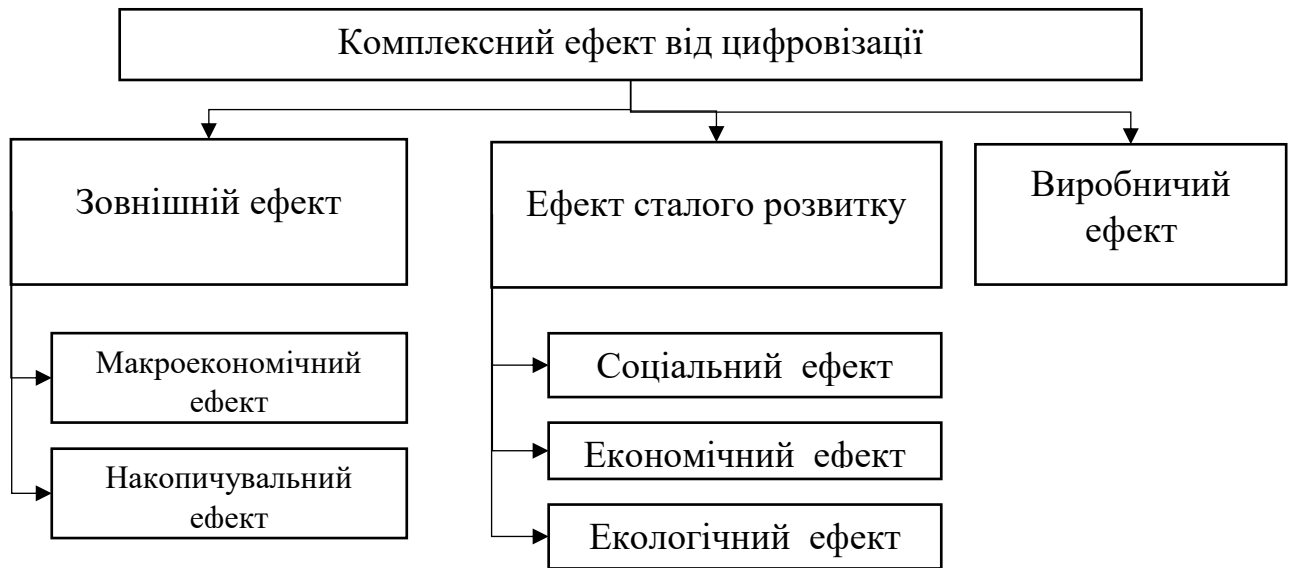 Комплексний ефект від цифровізації
Зовнішній ефект
Макроекономічний
ефект
Накопичувальний
ефект
Ефект сталого розвитку
Соціальний ефект
Економічний ефект
Екологічний ефект
Виробничий
ефект